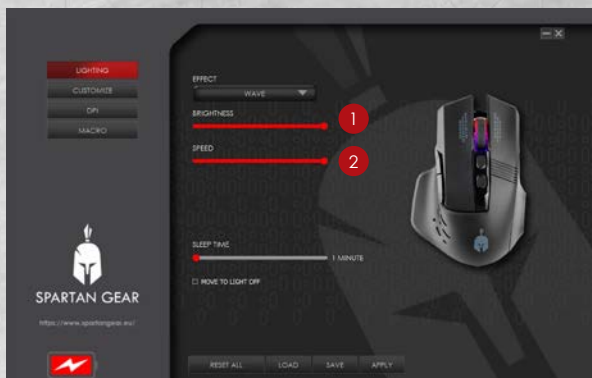 LIGHTING
CUSTOMIZE
DPI
MACRO
EFFECT
WAVE
BRIGHTNESS
1
SPEED
2
SLEEP TIME
1 MINUTE
MOVE TO LIGHT OFF
SPARTAN GEAR
https://www.spartangear.eu/
RESET ALL LOAD SAVE APPLY